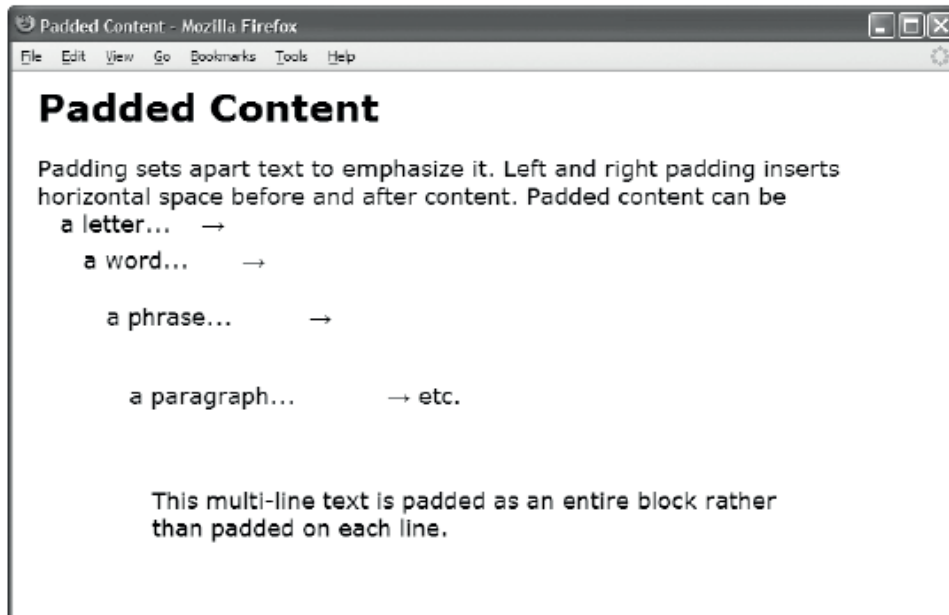 Padded Content - Mozilla Firefox
File Edit View Go Bookmarks Tools Help
Padded Content
Padding sets apart text to emphasize it. Left and right padding inserts
horizontal space before and after content. Padded content can be
a letter... →
a word... →
a phrase... →
a paragraph... → etc.
This multi-line text is padded as an entire block rather
than padded on each line.